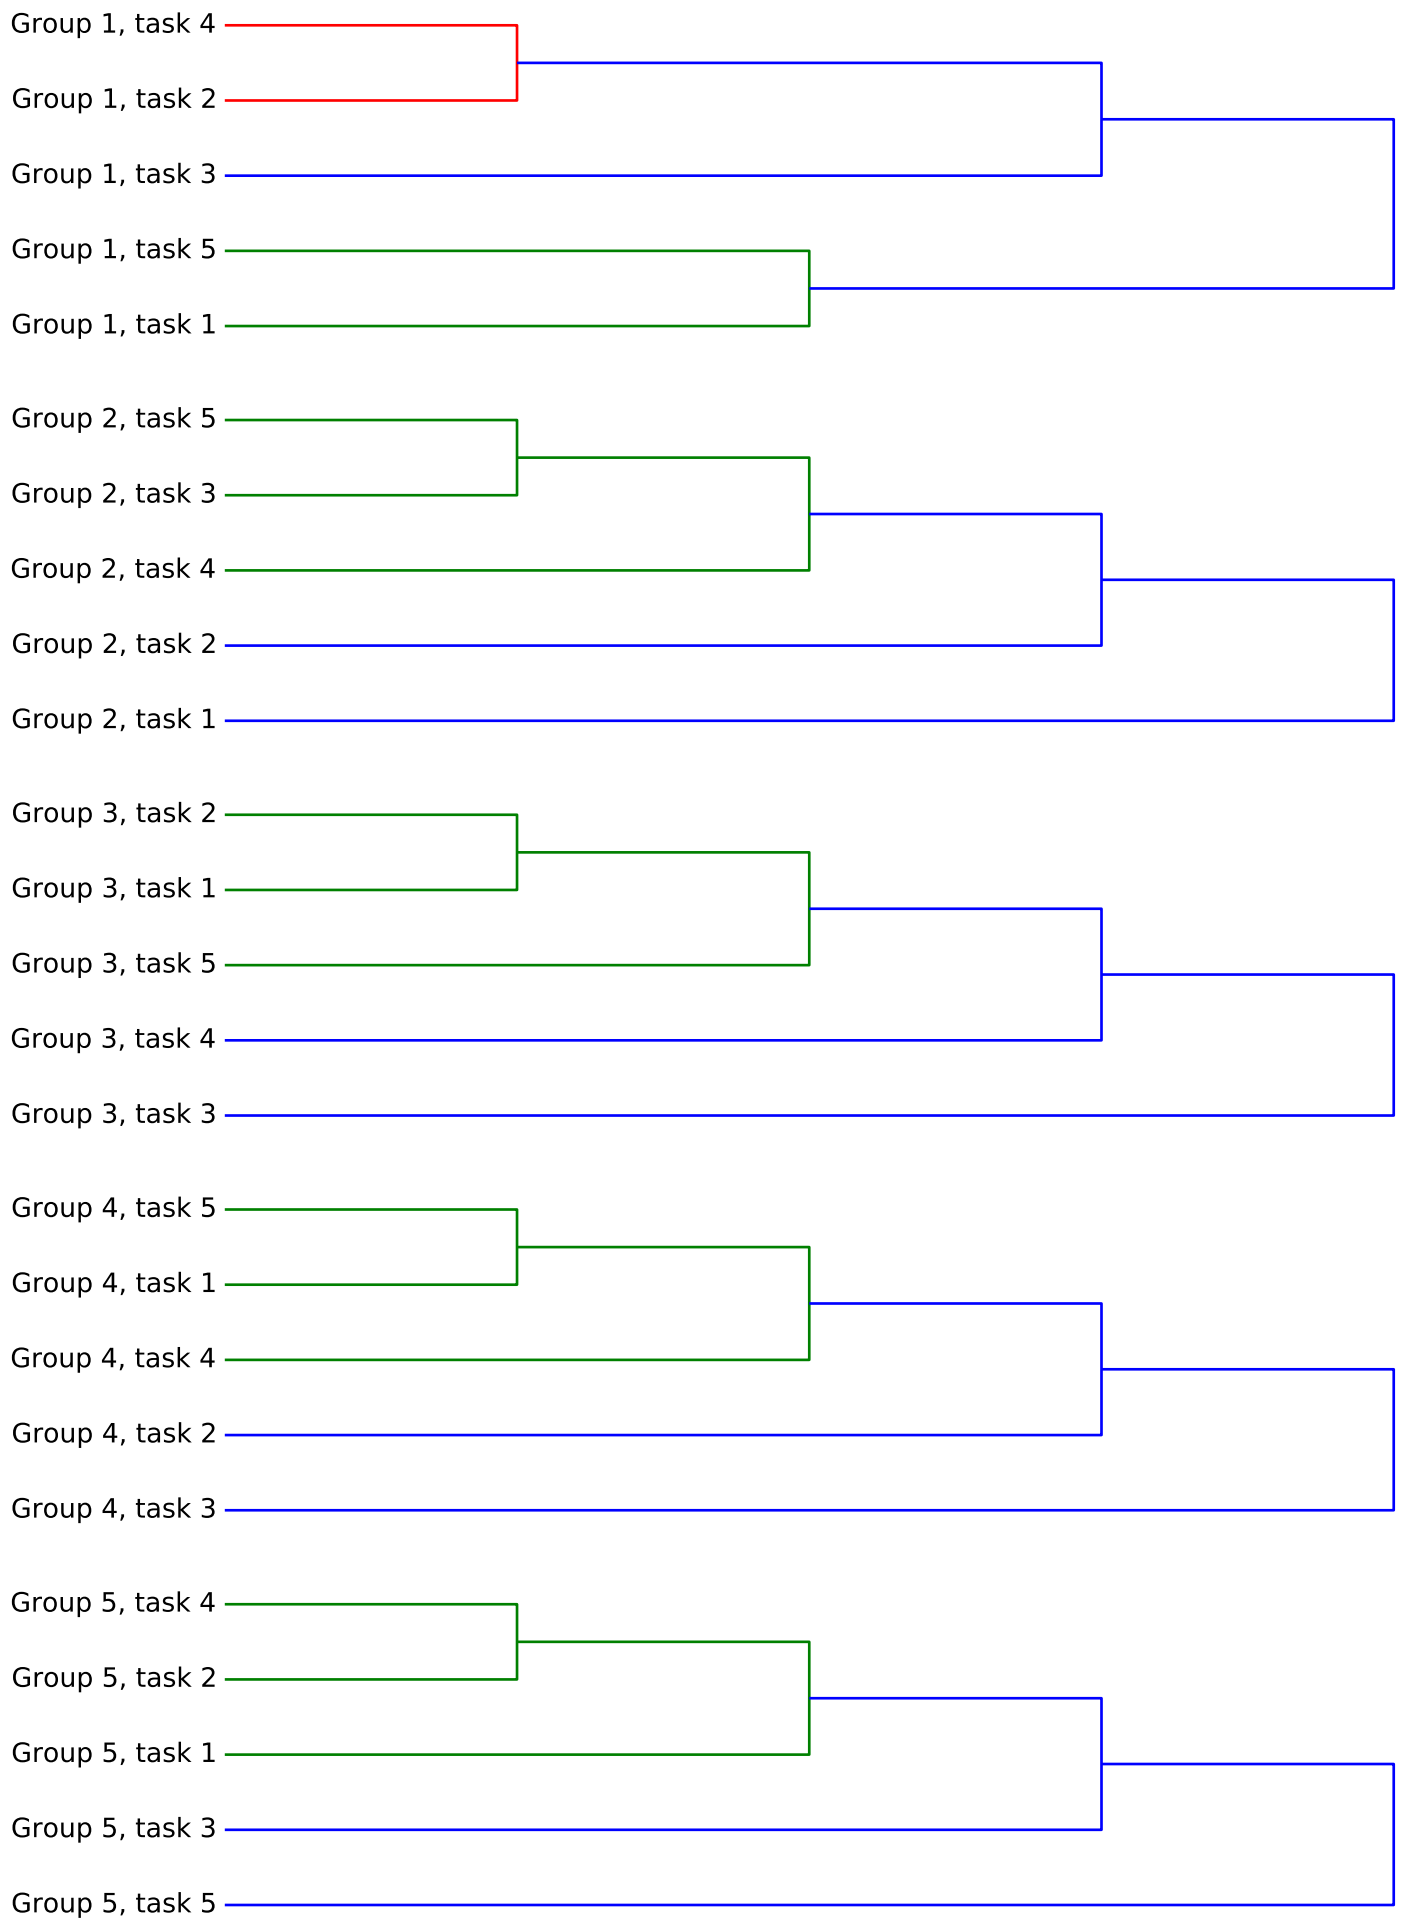 Group 1, task 4
Group 1, task 2
Group 1, task 3
Group 1, task 5
Group 1, task 1
Group 2, task 5
Group 2, task 3
Group 2, task 4
Group 2, task 2
Group 2, task 1
Group 3, task 2
Group 3, task 1
Group 3, task 5
Group 3, task 4
Group 3, task 3
Group 4, task 5
Group 4, task 1
Group 4, task 4
Group 4, task 2
Group 4, task 3
Group 5, task 4
Group 5, task 2
Group 5, task 1
Group 5, task 3
Group 5, task 5